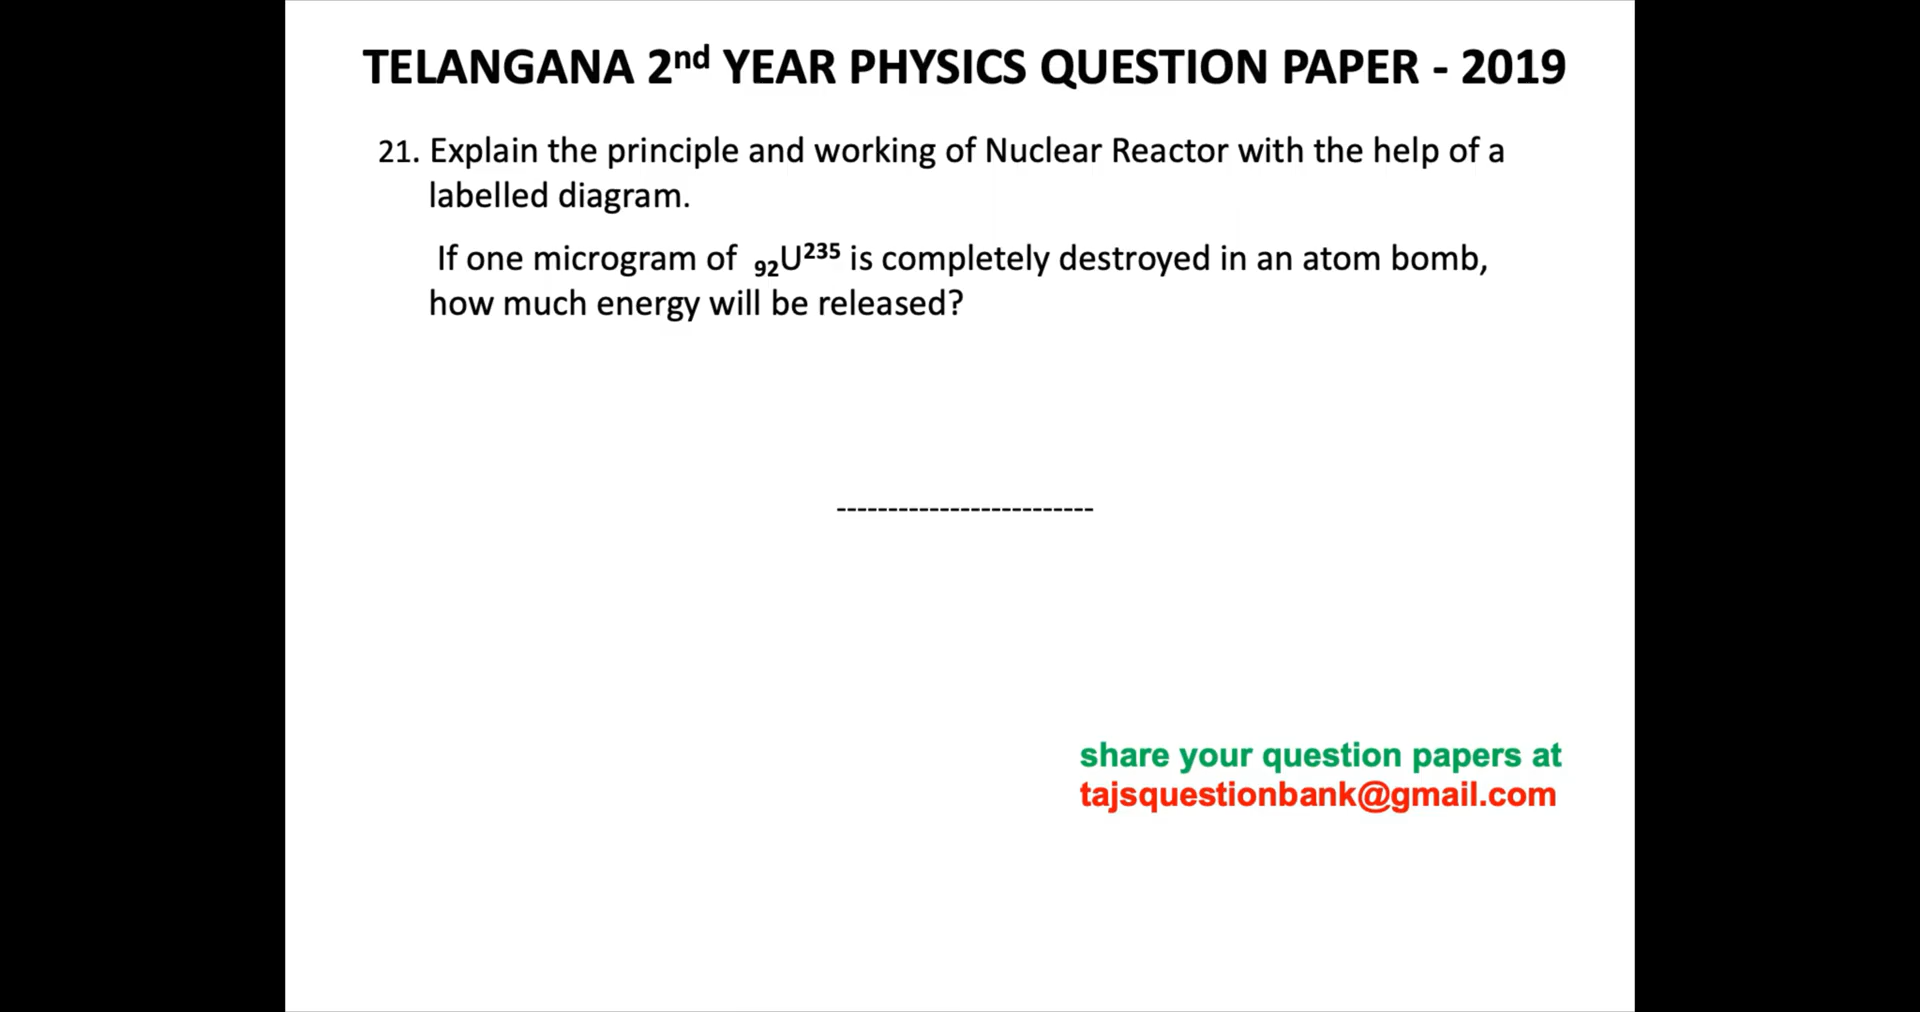 TELANGANA 2nd YEAR PHYSICS QUESTION PAPER - 2019
21. Explain the principle and working of Nuclear Reactor with the help of a
labelled diagram.
If one microgram of ₉₂U²³⁵ is completely destroyed in an atom bomb,
how much energy will be released?
-------------------------
share your question papers at
tajsquestionbank@gmail.com